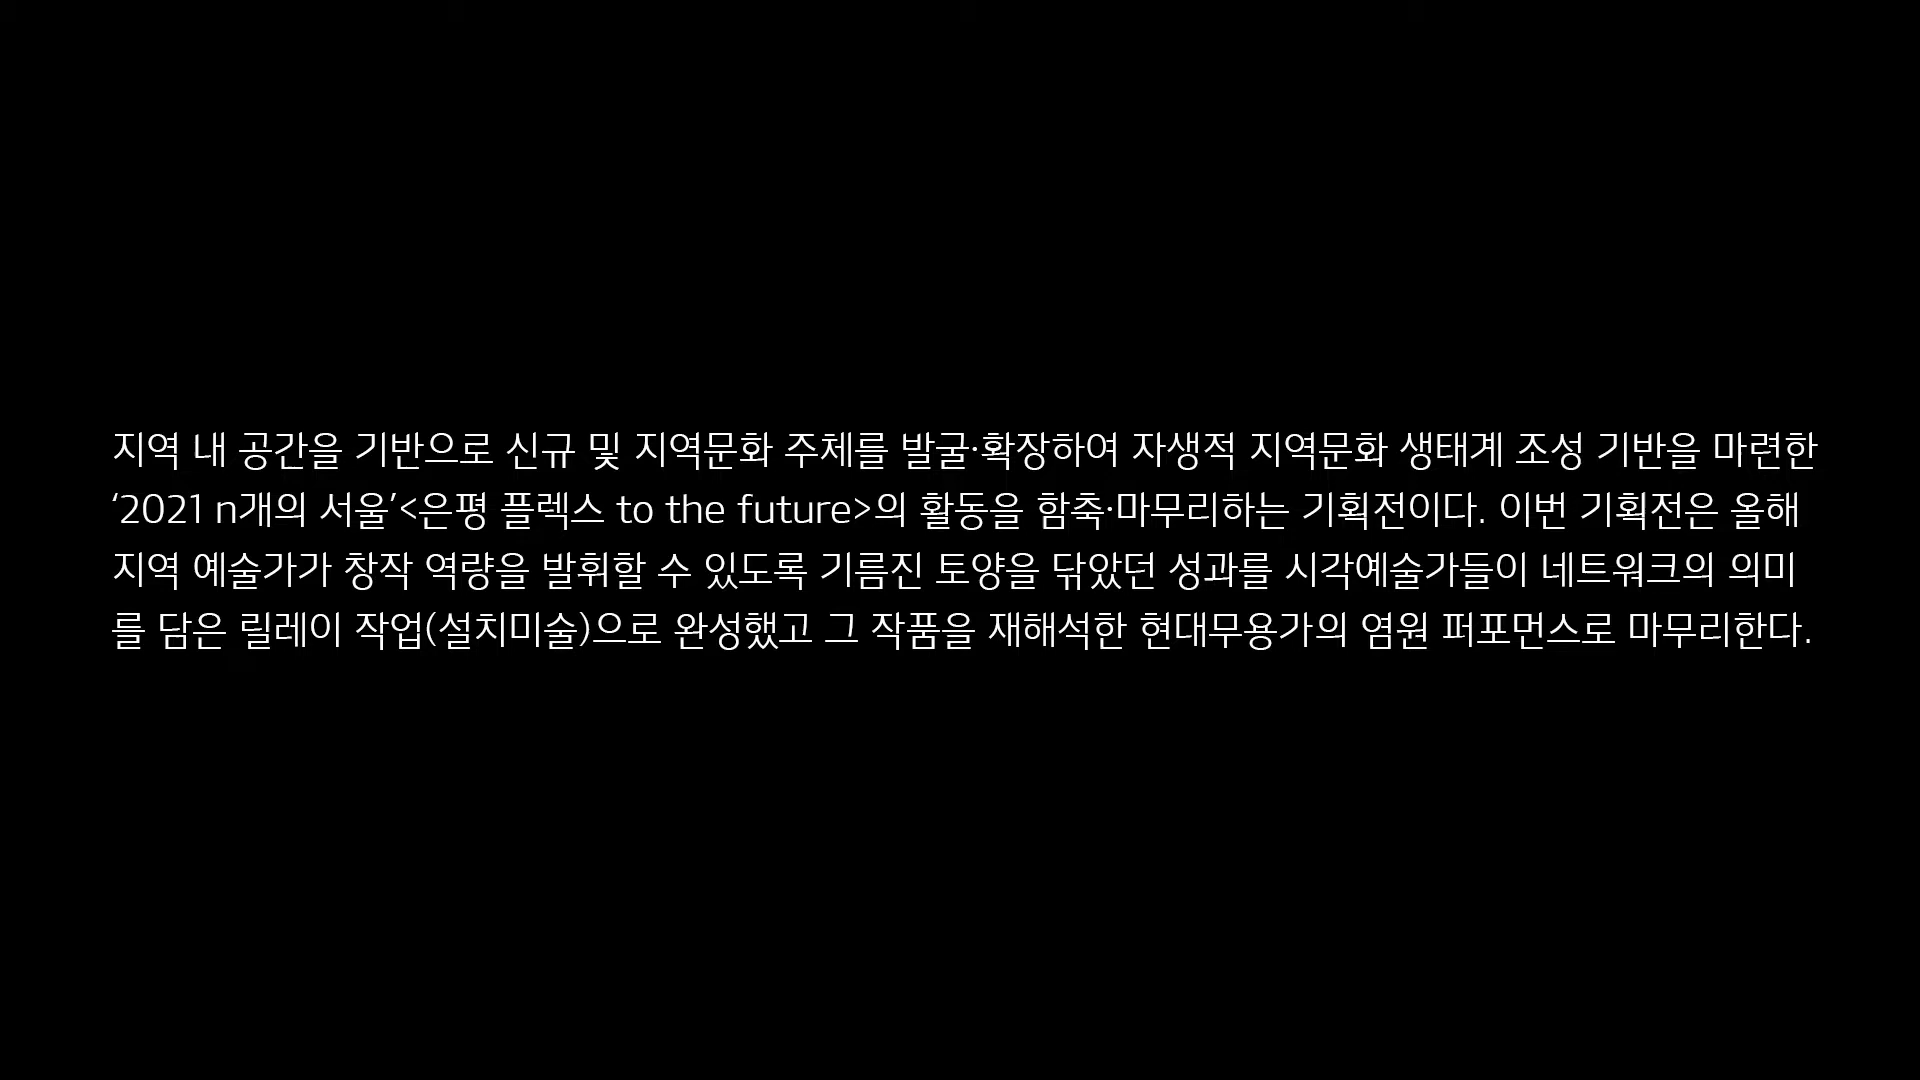 지역 내 공간을 기반으로 신규 및 지역문화 주체를 발굴·확장하여 자생적 지역문화 생태계 조성 기반을 마련한
‘2021 n개의 서울’<은평 플렉스 to the future>의 활동을 함축·마무리하는 기획전이다. 이번 기획전은 올해
지역 예술가가 창작 역량을 발휘할 수 있도록 기름진 토양을 닦았던 성과를 시각예술가들이 네트워크의 의미
를 담은 릴레이 작업(설치미술)으로 완성했고 그 작품을 재해석한 현대무용가의 염원 퍼포먼스로 마무리한다.